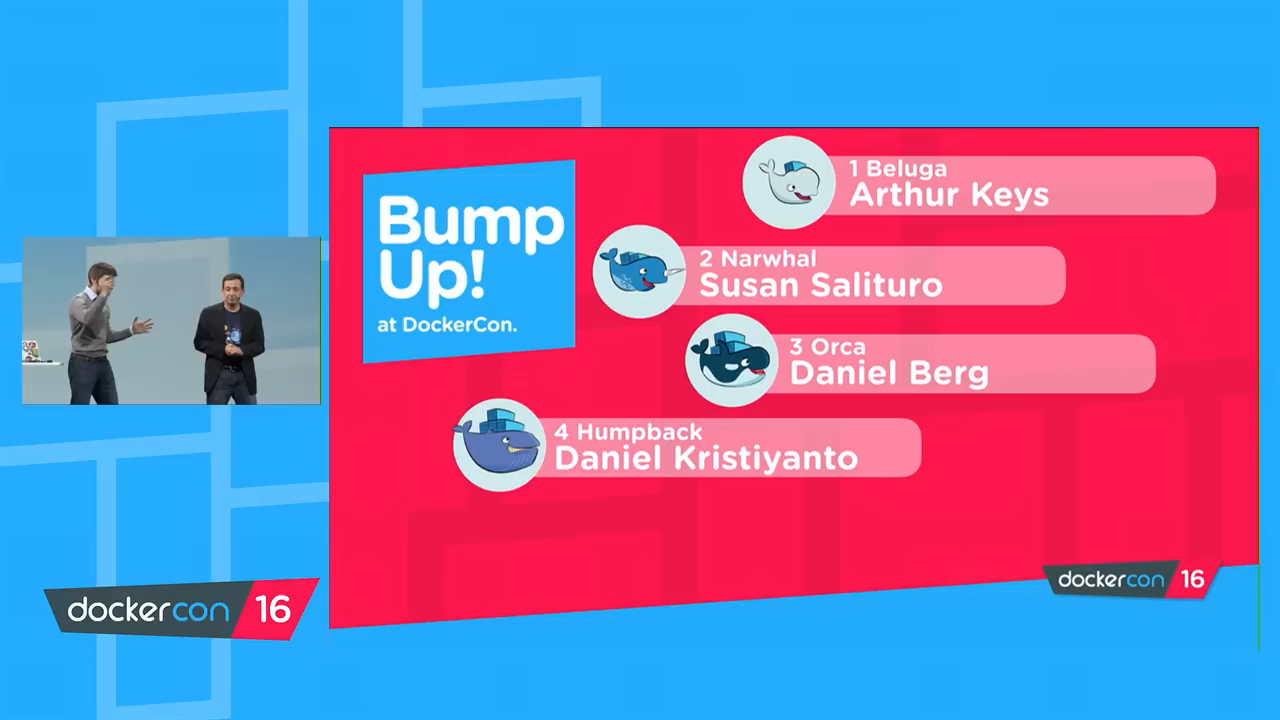 Bump
Up!
at DockerCon.
1 Beluga
Arthur Keys
2 Narwhal
Susan Salituro
3 Orca
Daniel Berg
4 Humpback
Daniel Kristiyanto
dockercon 16
dockercon 16